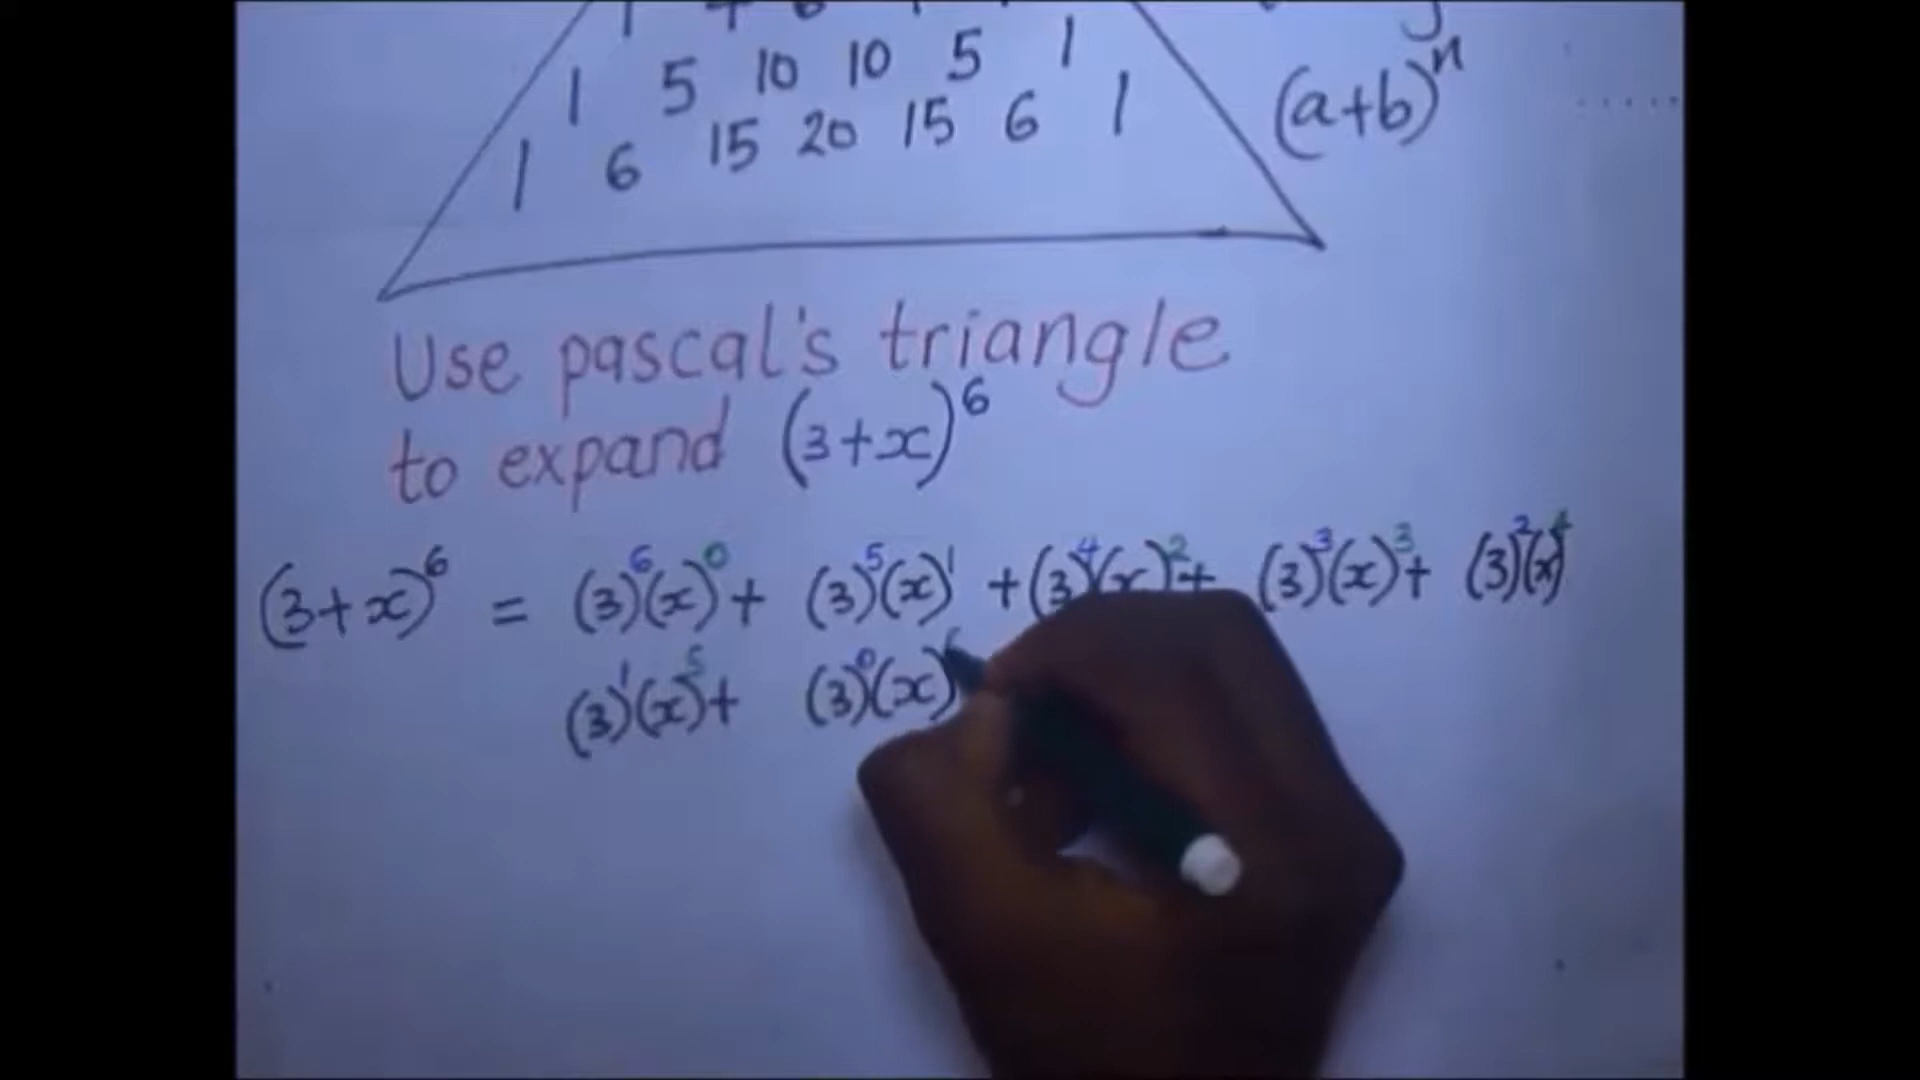 1 5 10 10 5 1
1 6 15 20 15 6 1
(a+b)ⁿ
Use pascal's triangle
to expand (3+x)⁶
(3+x)⁶ = (3)⁶(x)⁰ + (3)⁵(x)¹ + (3)⁴(x)² + (3)³(x)³ + (3)²(x)⁴
(3)¹(x)⁵ + (3)⁰(x)